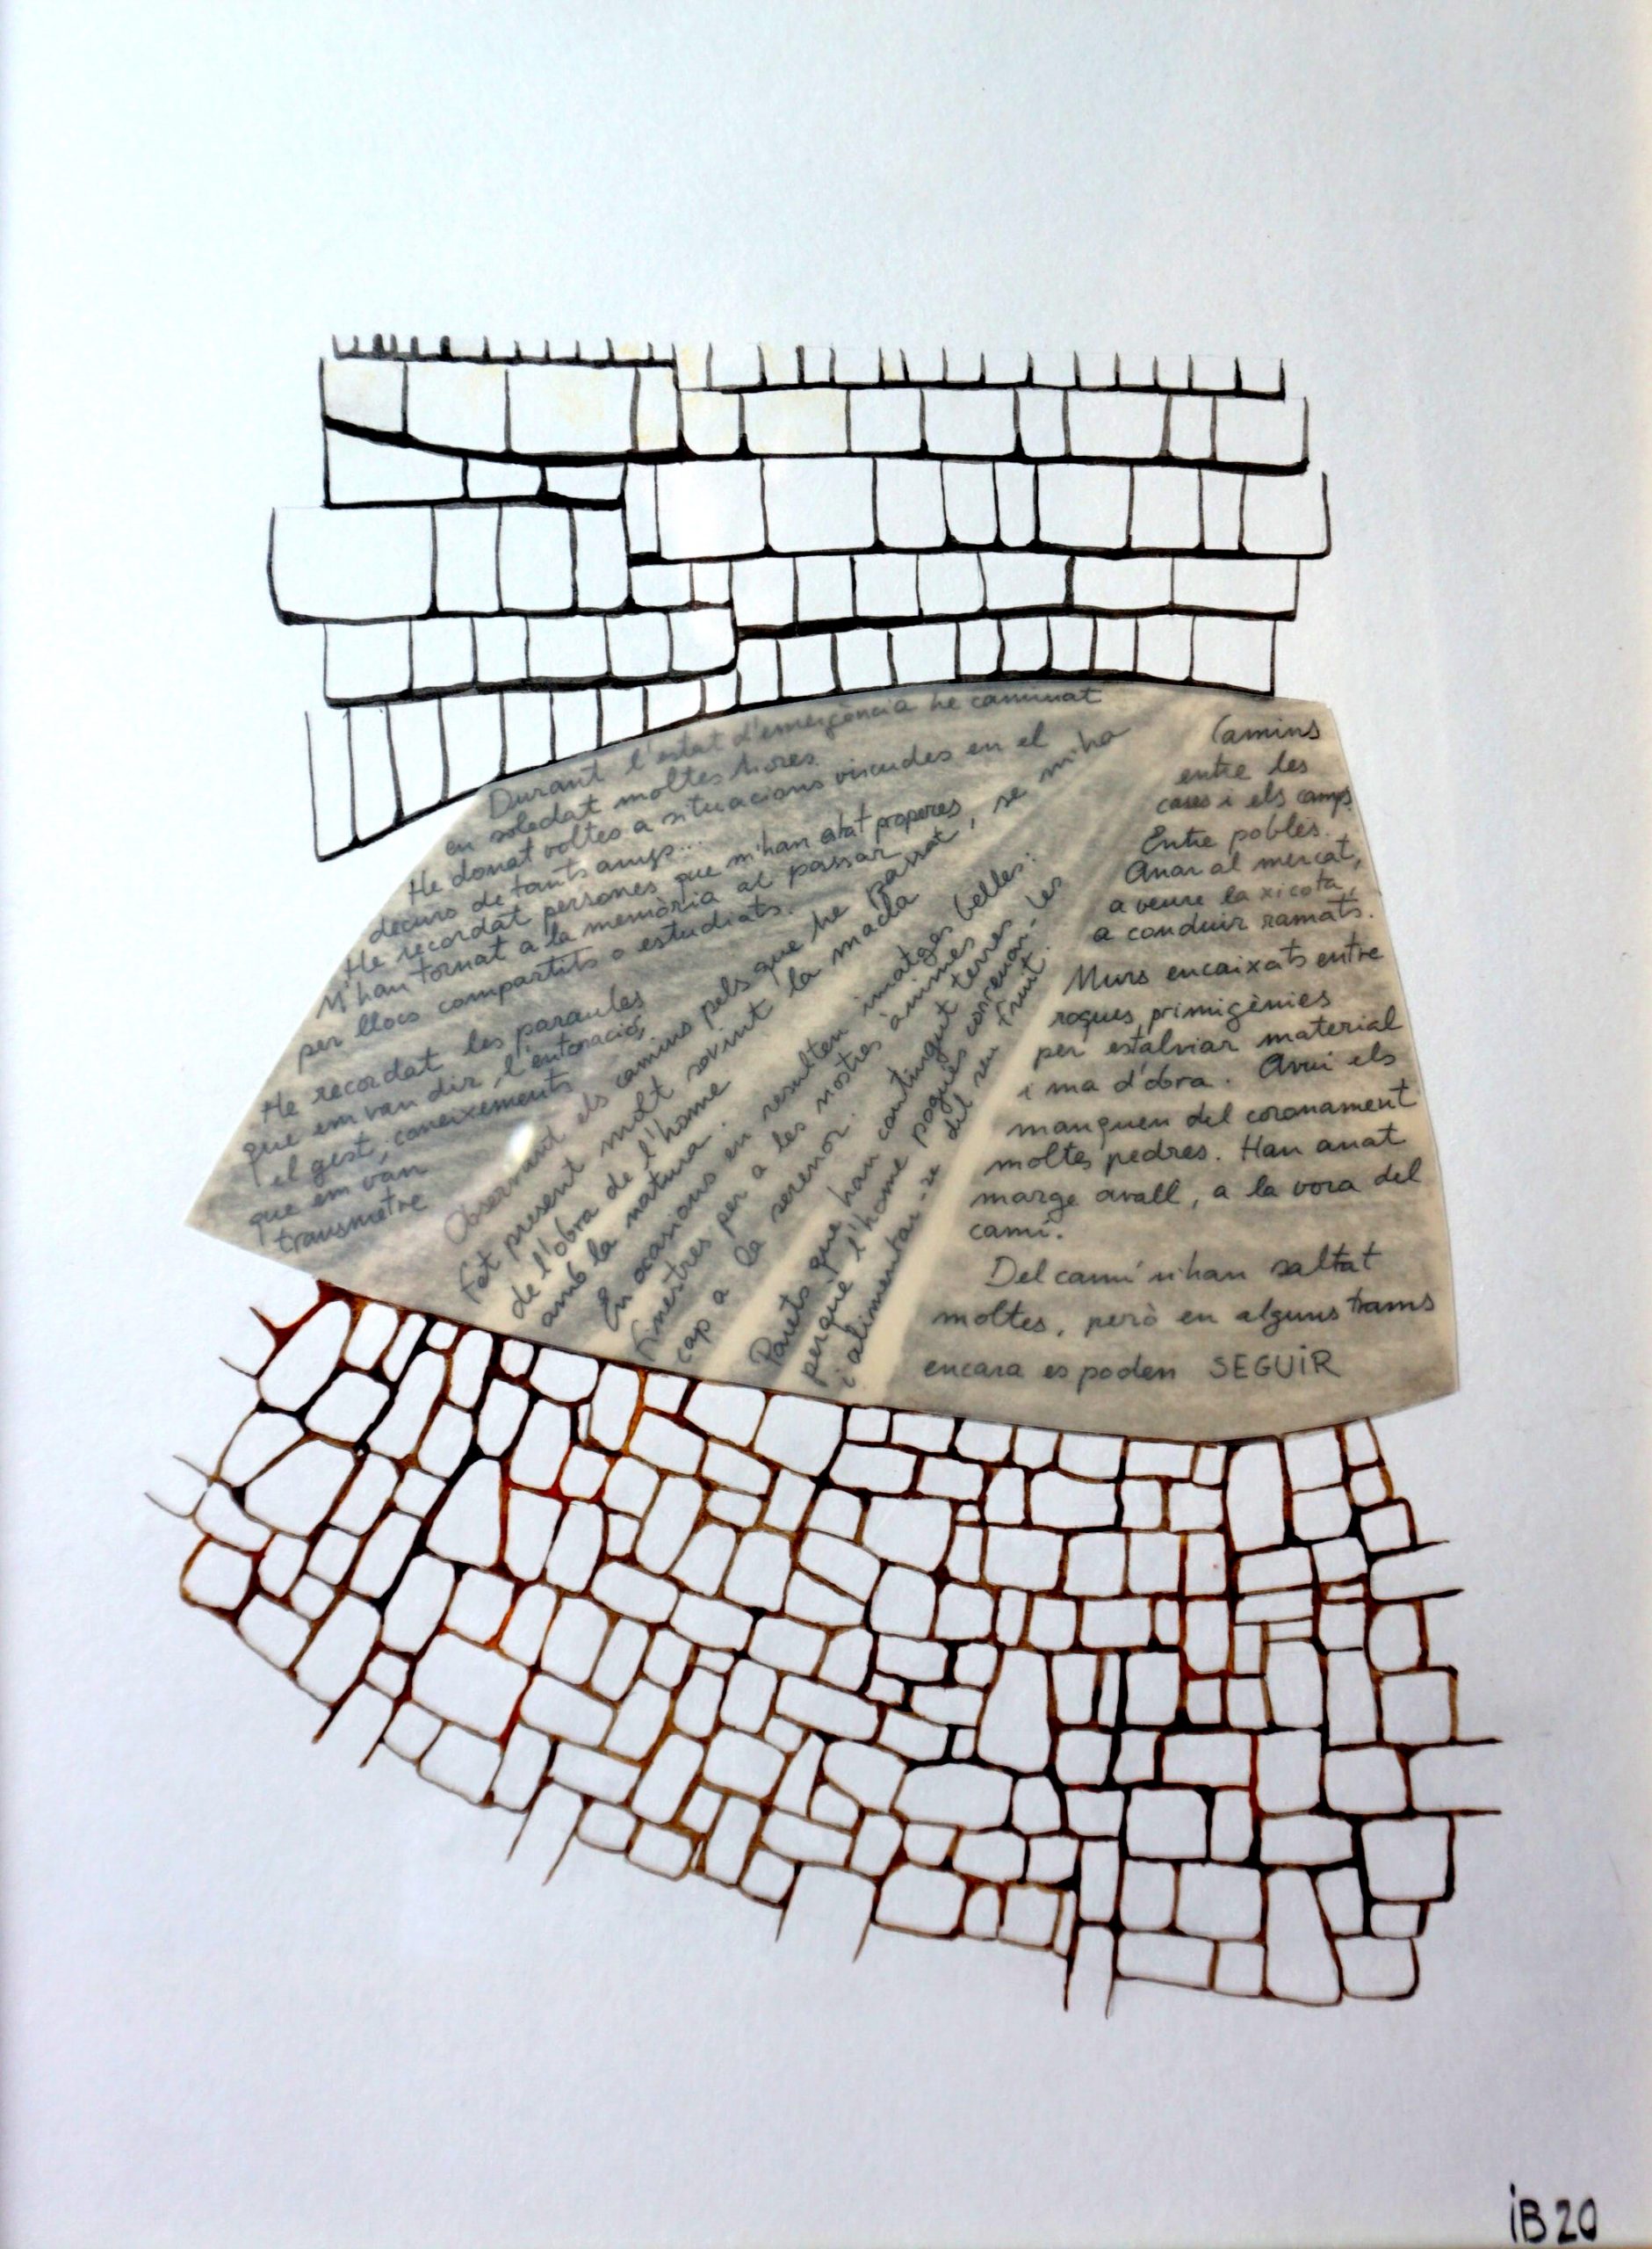 Durant l'estat d'emergència he caminat
en soledat moltes hores.
He donat voltes a situacions viscudes en el
decurs de tants anys...
He recordat persones que m'han estat properes
M'han tornat a la memòria al passar
per llocs compartits o estudiats.
He recordat les paraules
que em van dir, l'entonació,
el gest, coneixements
que em van
transmetre
Observant els camins pels que he passat, se m'ha
fet present molt sovint la macla
de l'obra de l'home
amb la natura.
En ocasions en resulten imatges belles:
finestres per a les nostres ànimes
cap a la serenor.
Parets que han contingut terres
perquè l'home pogués conrear-les
i alimentar-se del seu fruit.
Camins
entre les
cases i els camps
Entre pobles.
Anar al mercat,
a veure la xicota,
a conduir ramats.
Murs encaixats entre
roques primigènies
per estalviar material
i ma d'obra. Avui els
manquen del coronament
moltes pedres. Han anat
marge avall, a la vora del
camí.
Del camí n'han saltat
moltes, però en alguns trams
encara es poden SEGUIR
iB 20